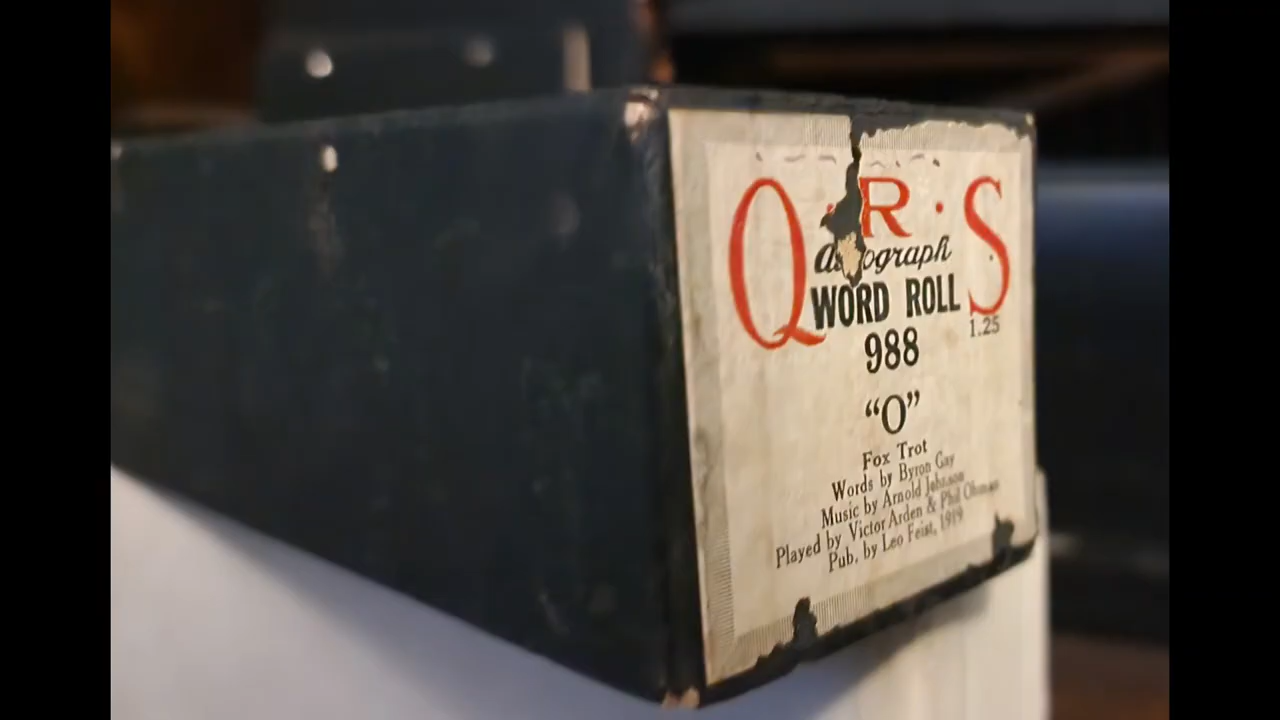 Q·R·S
autograph
WORD ROLL
1.25
988
“O”
Fox Trot
Words by Byron Gay
Music by Arnold Johnson
Played by Victor Arden & Phil Ohman
Pub. by Leo Feist, 1919